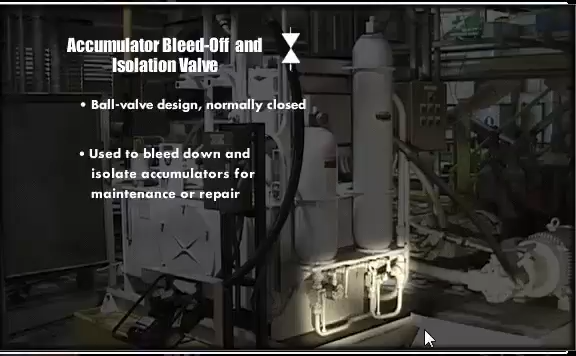 Accumulator Bleed-Off and
Isolation Valve
• Ball-valve design, normally closed
• Used to bleed down and
isolate accumulators for
maintenance or repair